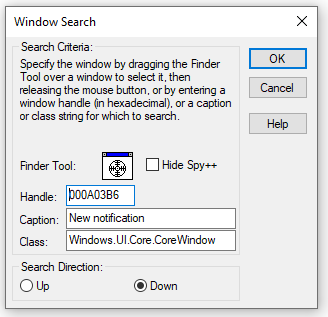 Window Search
Search Criteria:
Specify the window by dragging the Finder
Tool over a window to select it, then
releasing the mouse button, or by entering a
window handle (in hexadecimal), or a caption
or class string for which to search.
OK
Cancel
Help
Finder Tool:
Hide Spy++
Handle: 000A03B6
Caption: New notification
Class: Windows.UI.Core.CoreWindow
Search Direction:
Up Down